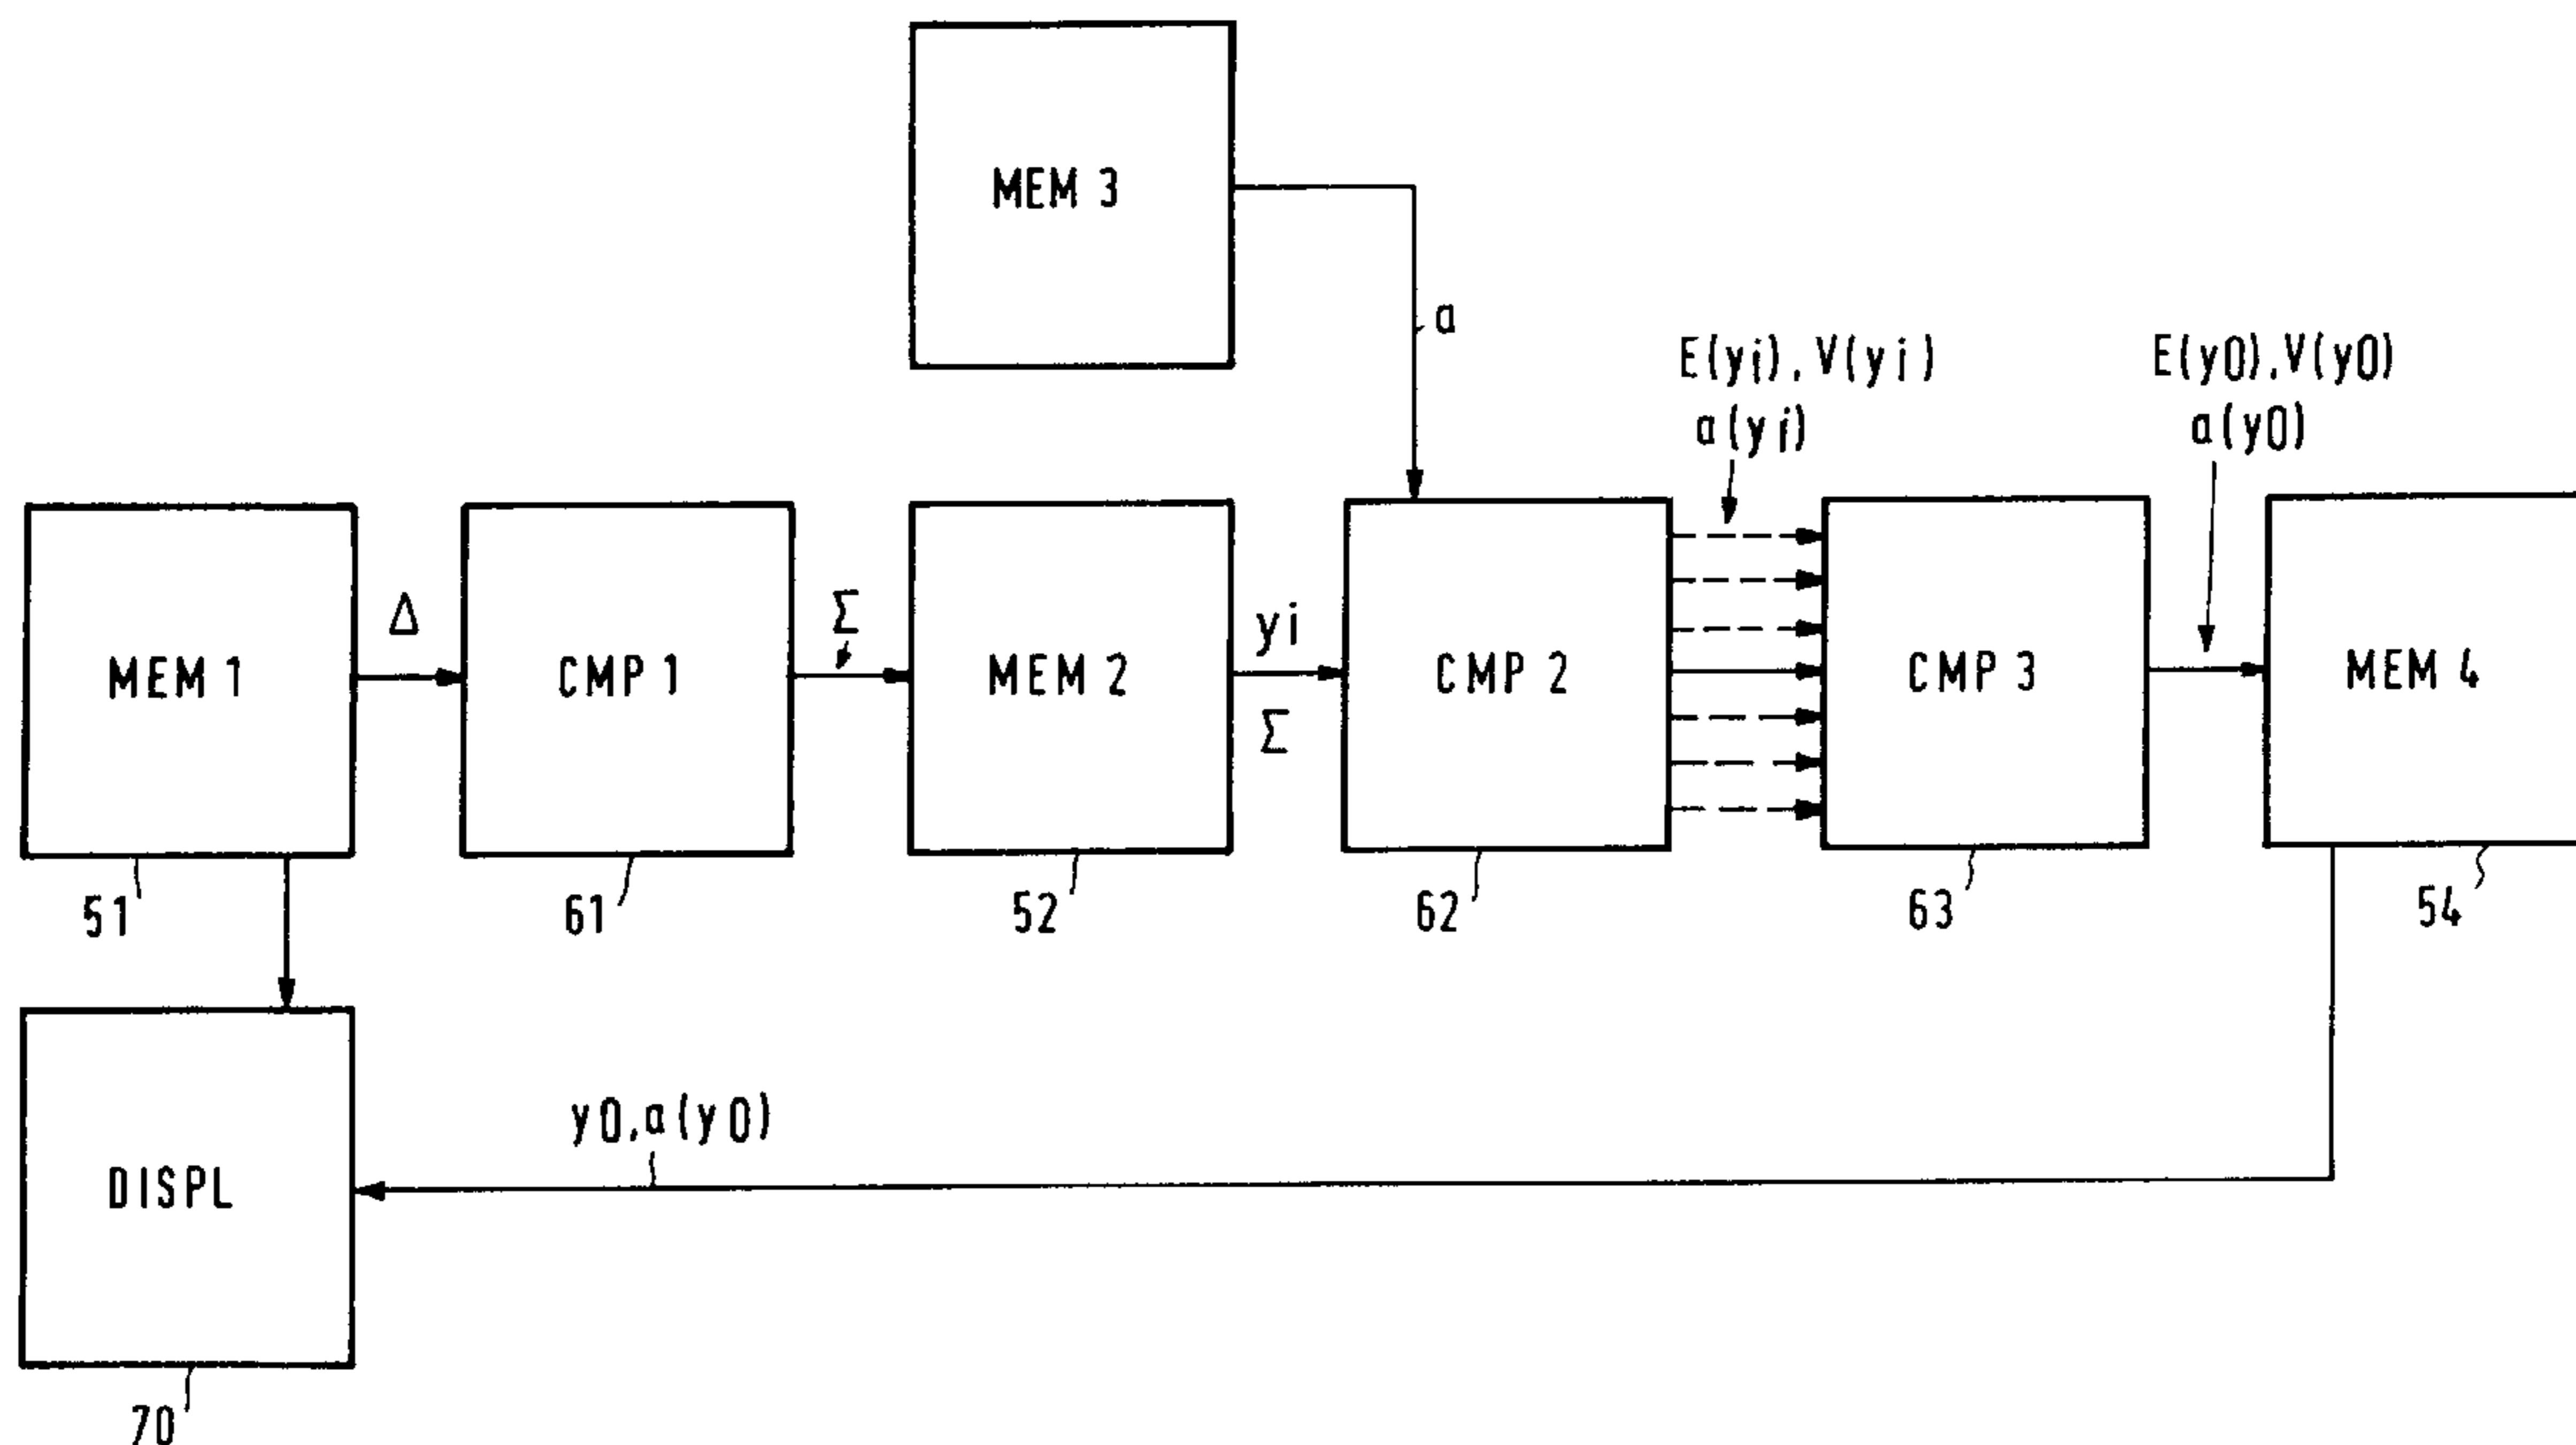 MEM 3
a
E(yi), V(yi)
a(yi)
E(y0), V(y0)
a(y0)
MEM 1
Δ
CMP 1
Σ
MEM 2
yi
Σ
CMP 2
CMP 3
MEM 4
51
61
52
62
63
54
DISPL
y0, a(y0)
70